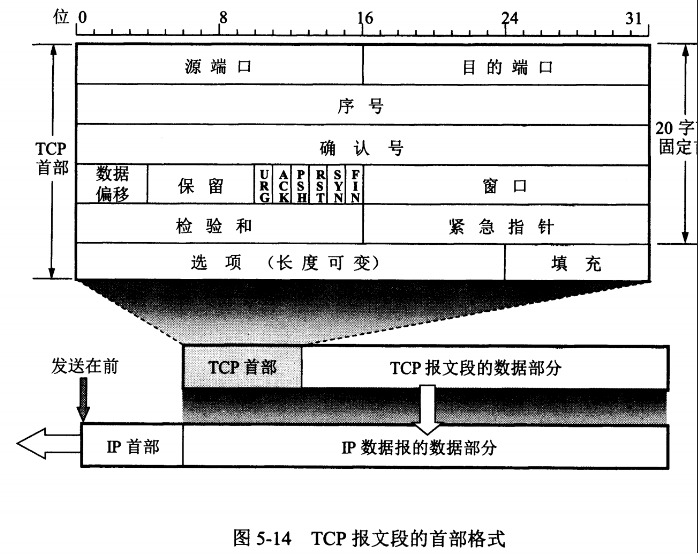 位 0 8 16 24 31
源端口 目的端口
序号
TCP 首部
确认号
20 字
固定
数据偏移 保留 URG ACK PSH RST SYN FIN 窗口
检验和 紧急指针
选项 (长度可变) 填充
发送在前
TCP 首部 TCP 报文段的数据部分
IP 首部 IP 数据报的数据部分
图 5-14 TCP 报文段的首部格式